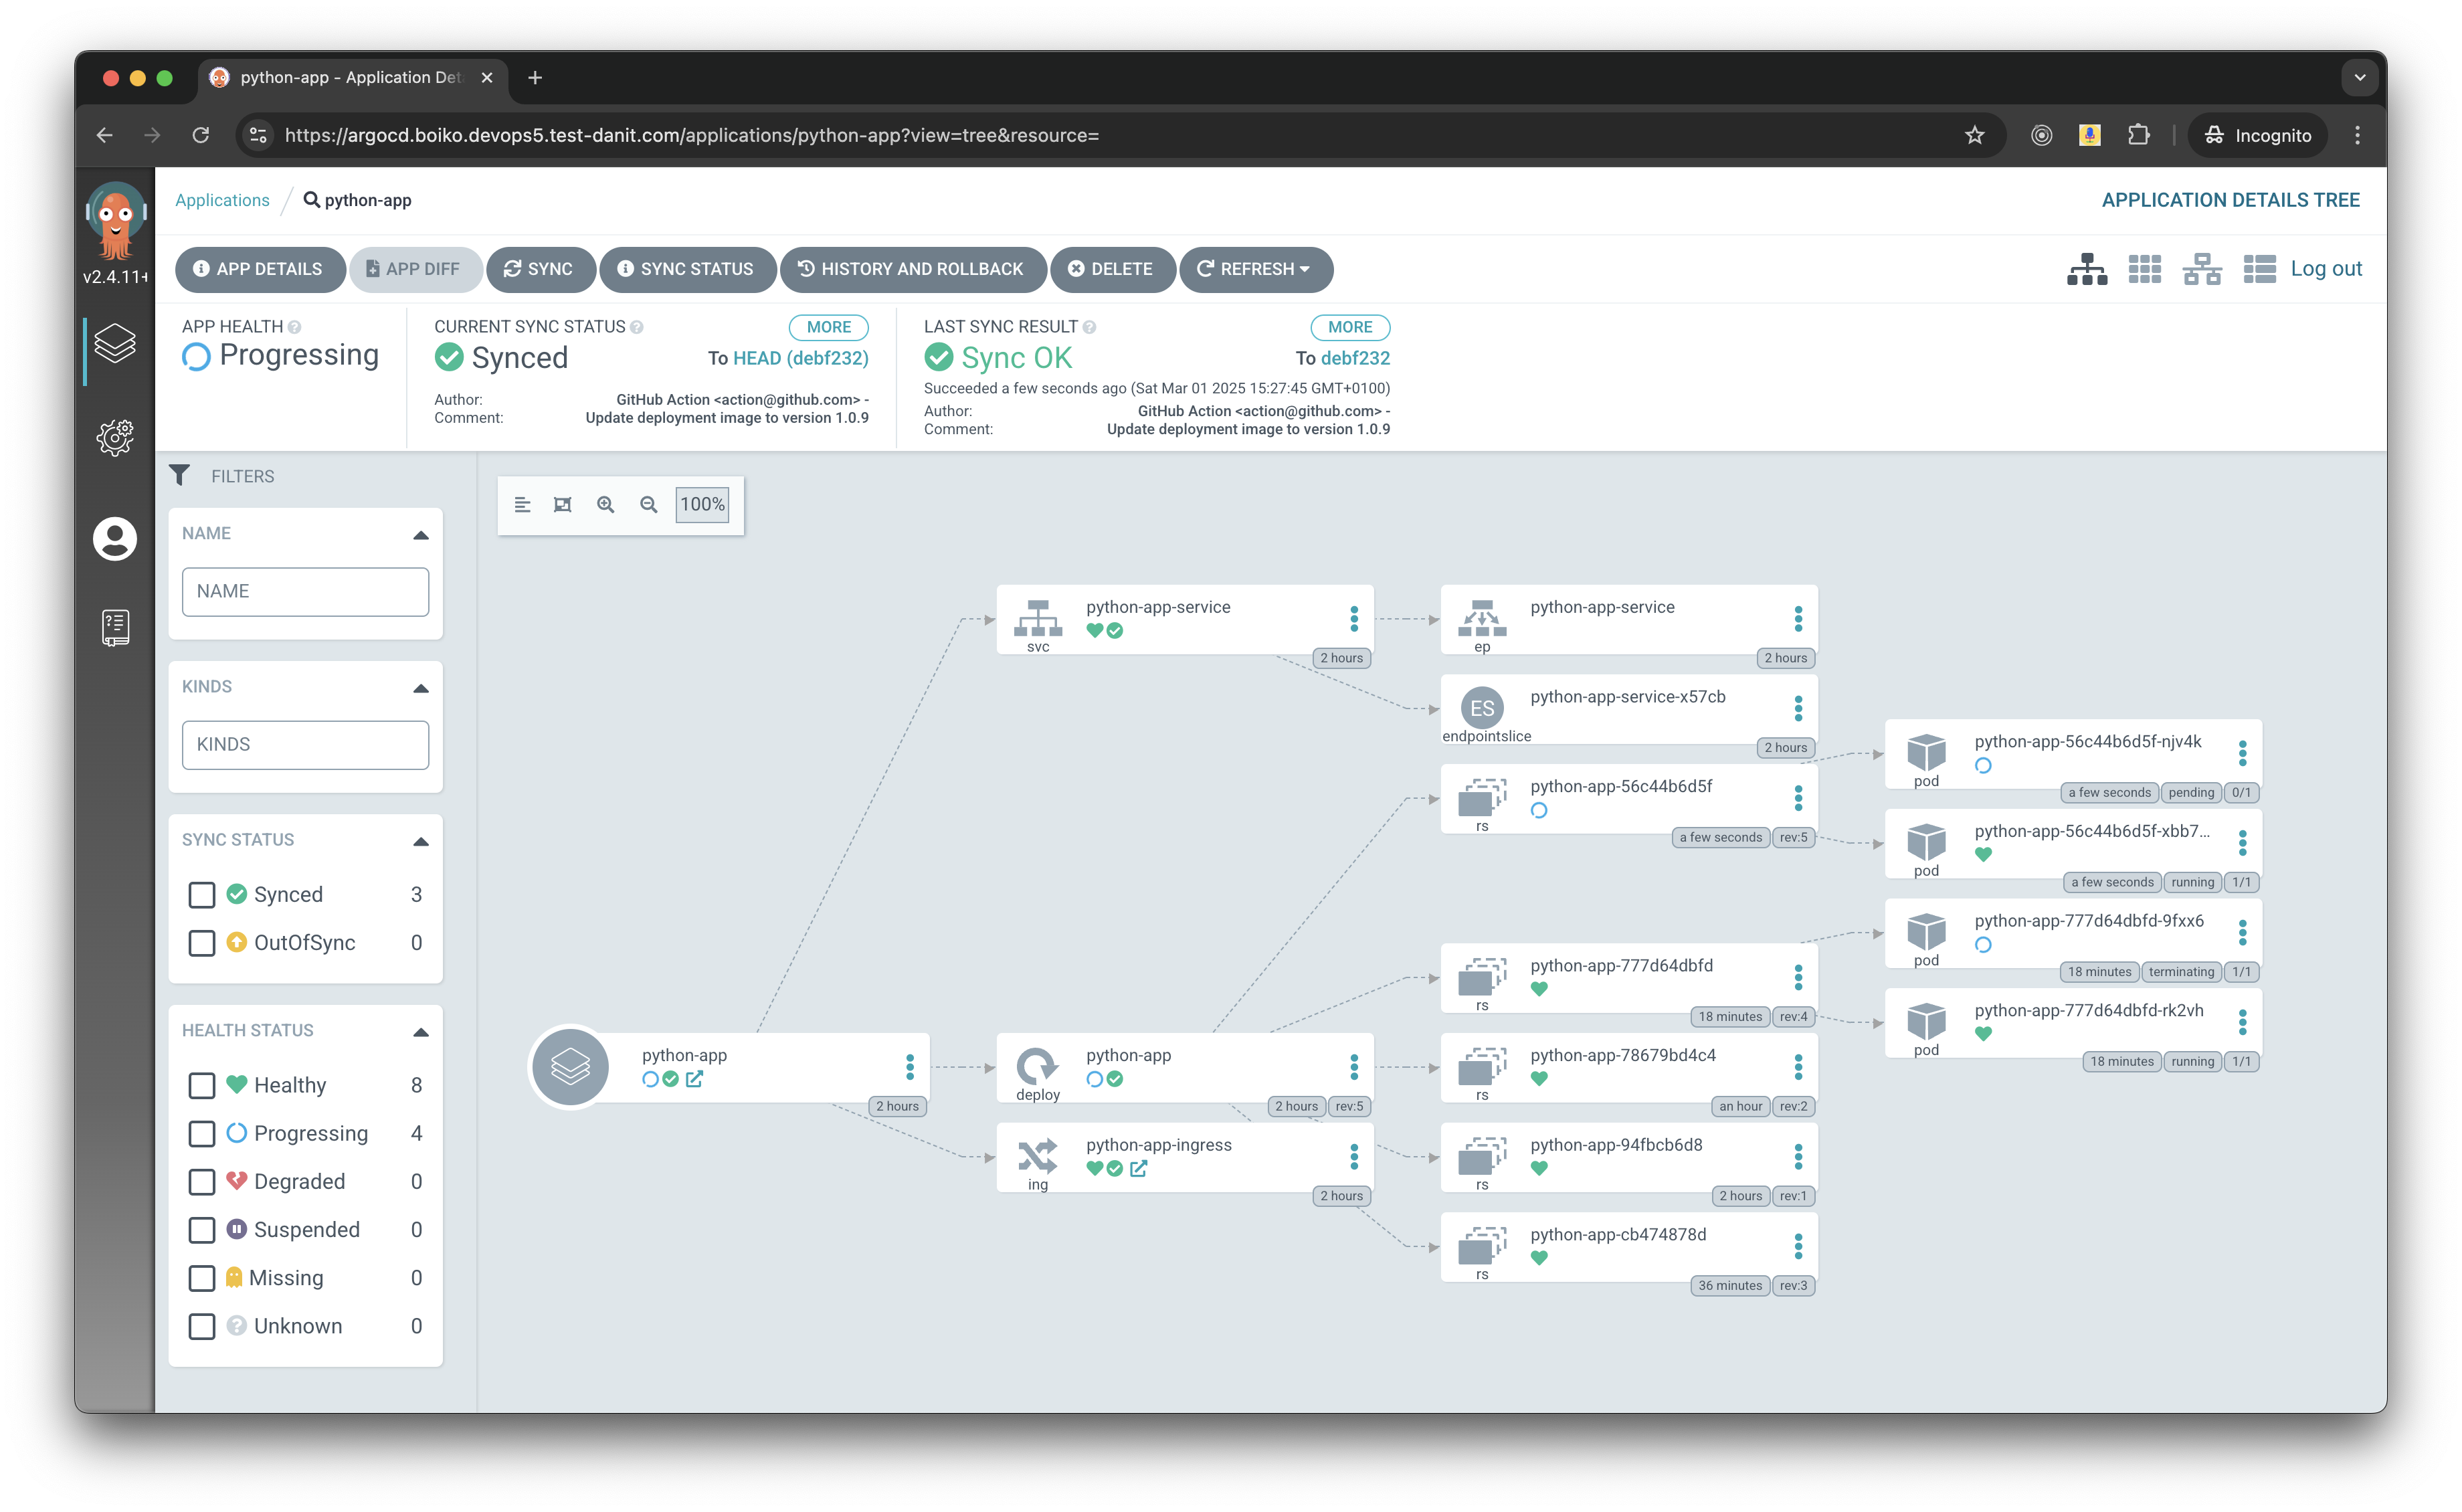 python-app - Application Det
https://argocd.boiko.devops5.test-danit.com/applications/python-app?view=tree&resource=
Incognito
v2.4.11+
Applications / python-app
APPLICATION DETAILS TREE
APP DETAILS
APP DIFF
SYNC
SYNC STATUS
HISTORY AND ROLLBACK
DELETE
REFRESH
Log out
APP HEALTH
Progressing
CURRENT SYNC STATUS
MORE
Synced
To HEAD (debf232)
Author: GitHub Action <action@github.com> -
Comment: Update deployment image to version 1.0.9
LAST SYNC RESULT
MORE
Sync OK
To debf232
Succeeded a few seconds ago (Sat Mar 01 2025 15:27:45 GMT+0100)
Author: GitHub Action <action@github.com> -
Comment: Update deployment image to version 1.0.9
FILTERS
NAME
NAME
KINDS
KINDS
SYNC STATUS
Synced 3
OutOfSync 0
HEALTH STATUS
Healthy 8
Progressing 4
Degraded 0
Suspended 0
Missing 0
Unknown 0
100%
python-app
2 hours
python-app-service
svc
2 hours
python-app
deploy
2 hours rev:5
python-app-ingress
ing
2 hours
python-app-service
ep
2 hours
ES
python-app-service-x57cb
endpointslice
2 hours
python-app-56c44b6d5f
rs
a few seconds rev:5
python-app-777d64dbfd
rs
18 minutes rev:4
python-app-78679bd4c4
rs
an hour rev:2
python-app-94fbcb6d8
rs
2 hours rev:1
python-app-cb474878d
rs
36 minutes rev:3
python-app-56c44b6d5f-njv4k
pod
a few seconds pending 0/1
python-app-56c44b6d5f-xbb7...
pod
a few seconds running 1/1
python-app-777d64dbfd-9fxx6
pod
18 minutes terminating 1/1
python-app-777d64dbfd-rk2vh
pod
18 minutes running 1/1